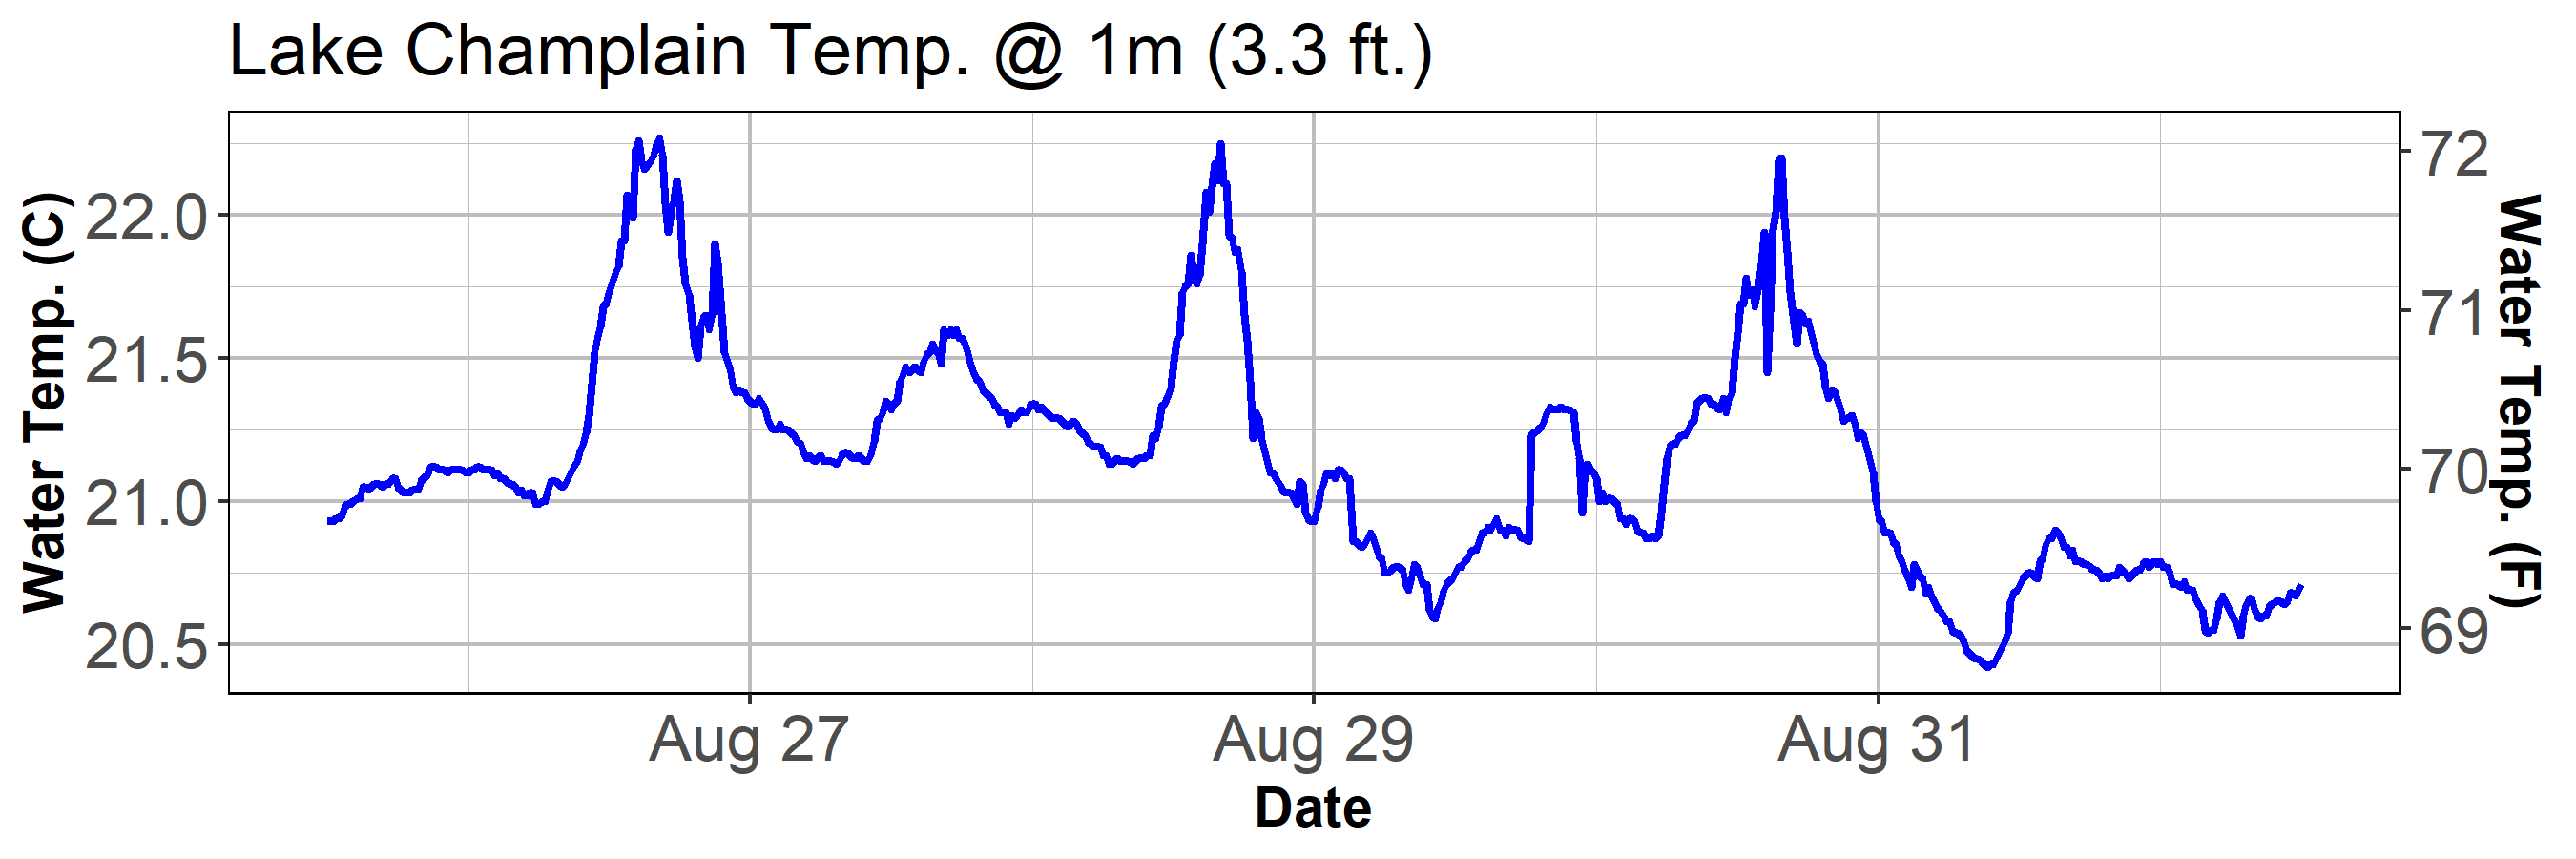 Lake Champlain Temp. @ 1m (3.3 ft.)
Water Temp. (C)
22.0
21.5
21.0
20.5
72
71
70
69
Water Temp. (F)
Aug 27
Aug 29
Aug 31
Date